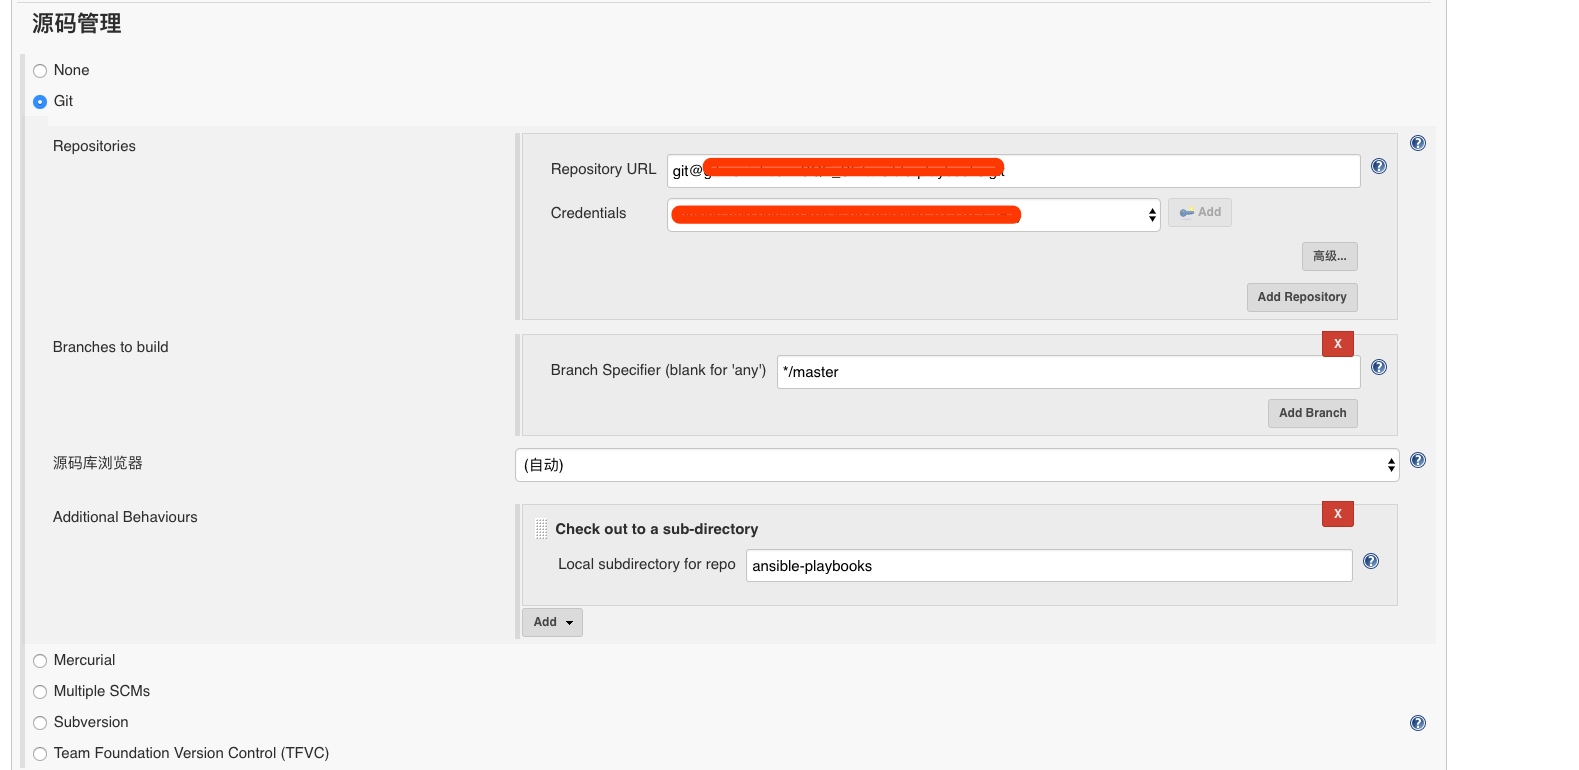 源码管理
None
Git
Repositories
Repository URL
git@
Credentials
Add
高级...
Add Repository
Branches to build
X
Branch Specifier (blank for 'any')
*/master
Add Branch
源码库浏览器
(自动)
Additional Behaviours
X
Check out to a sub-directory
Local subdirectory for repo
ansible-playbooks
Add
Mercurial
Multiple SCMs
Subversion
Team Foundation Version Control (TFVC)